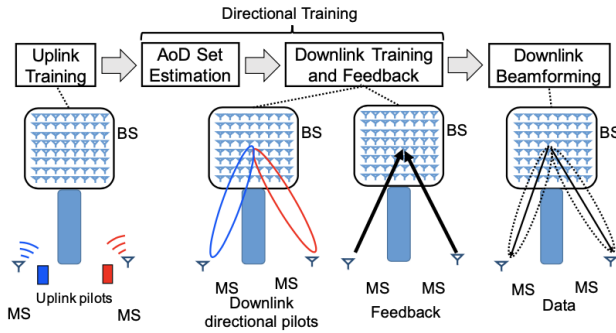 Directional Training
Uplink
Training
AoD Set
Estimation
Downlink Training
and Feedback
Downlink
Beamforming
BS
BS
BS
BS
MS
Uplink pilots
MS
MS
MS
Downlink
directional pilots
MS
MS
Feedback
MS
MS
Data